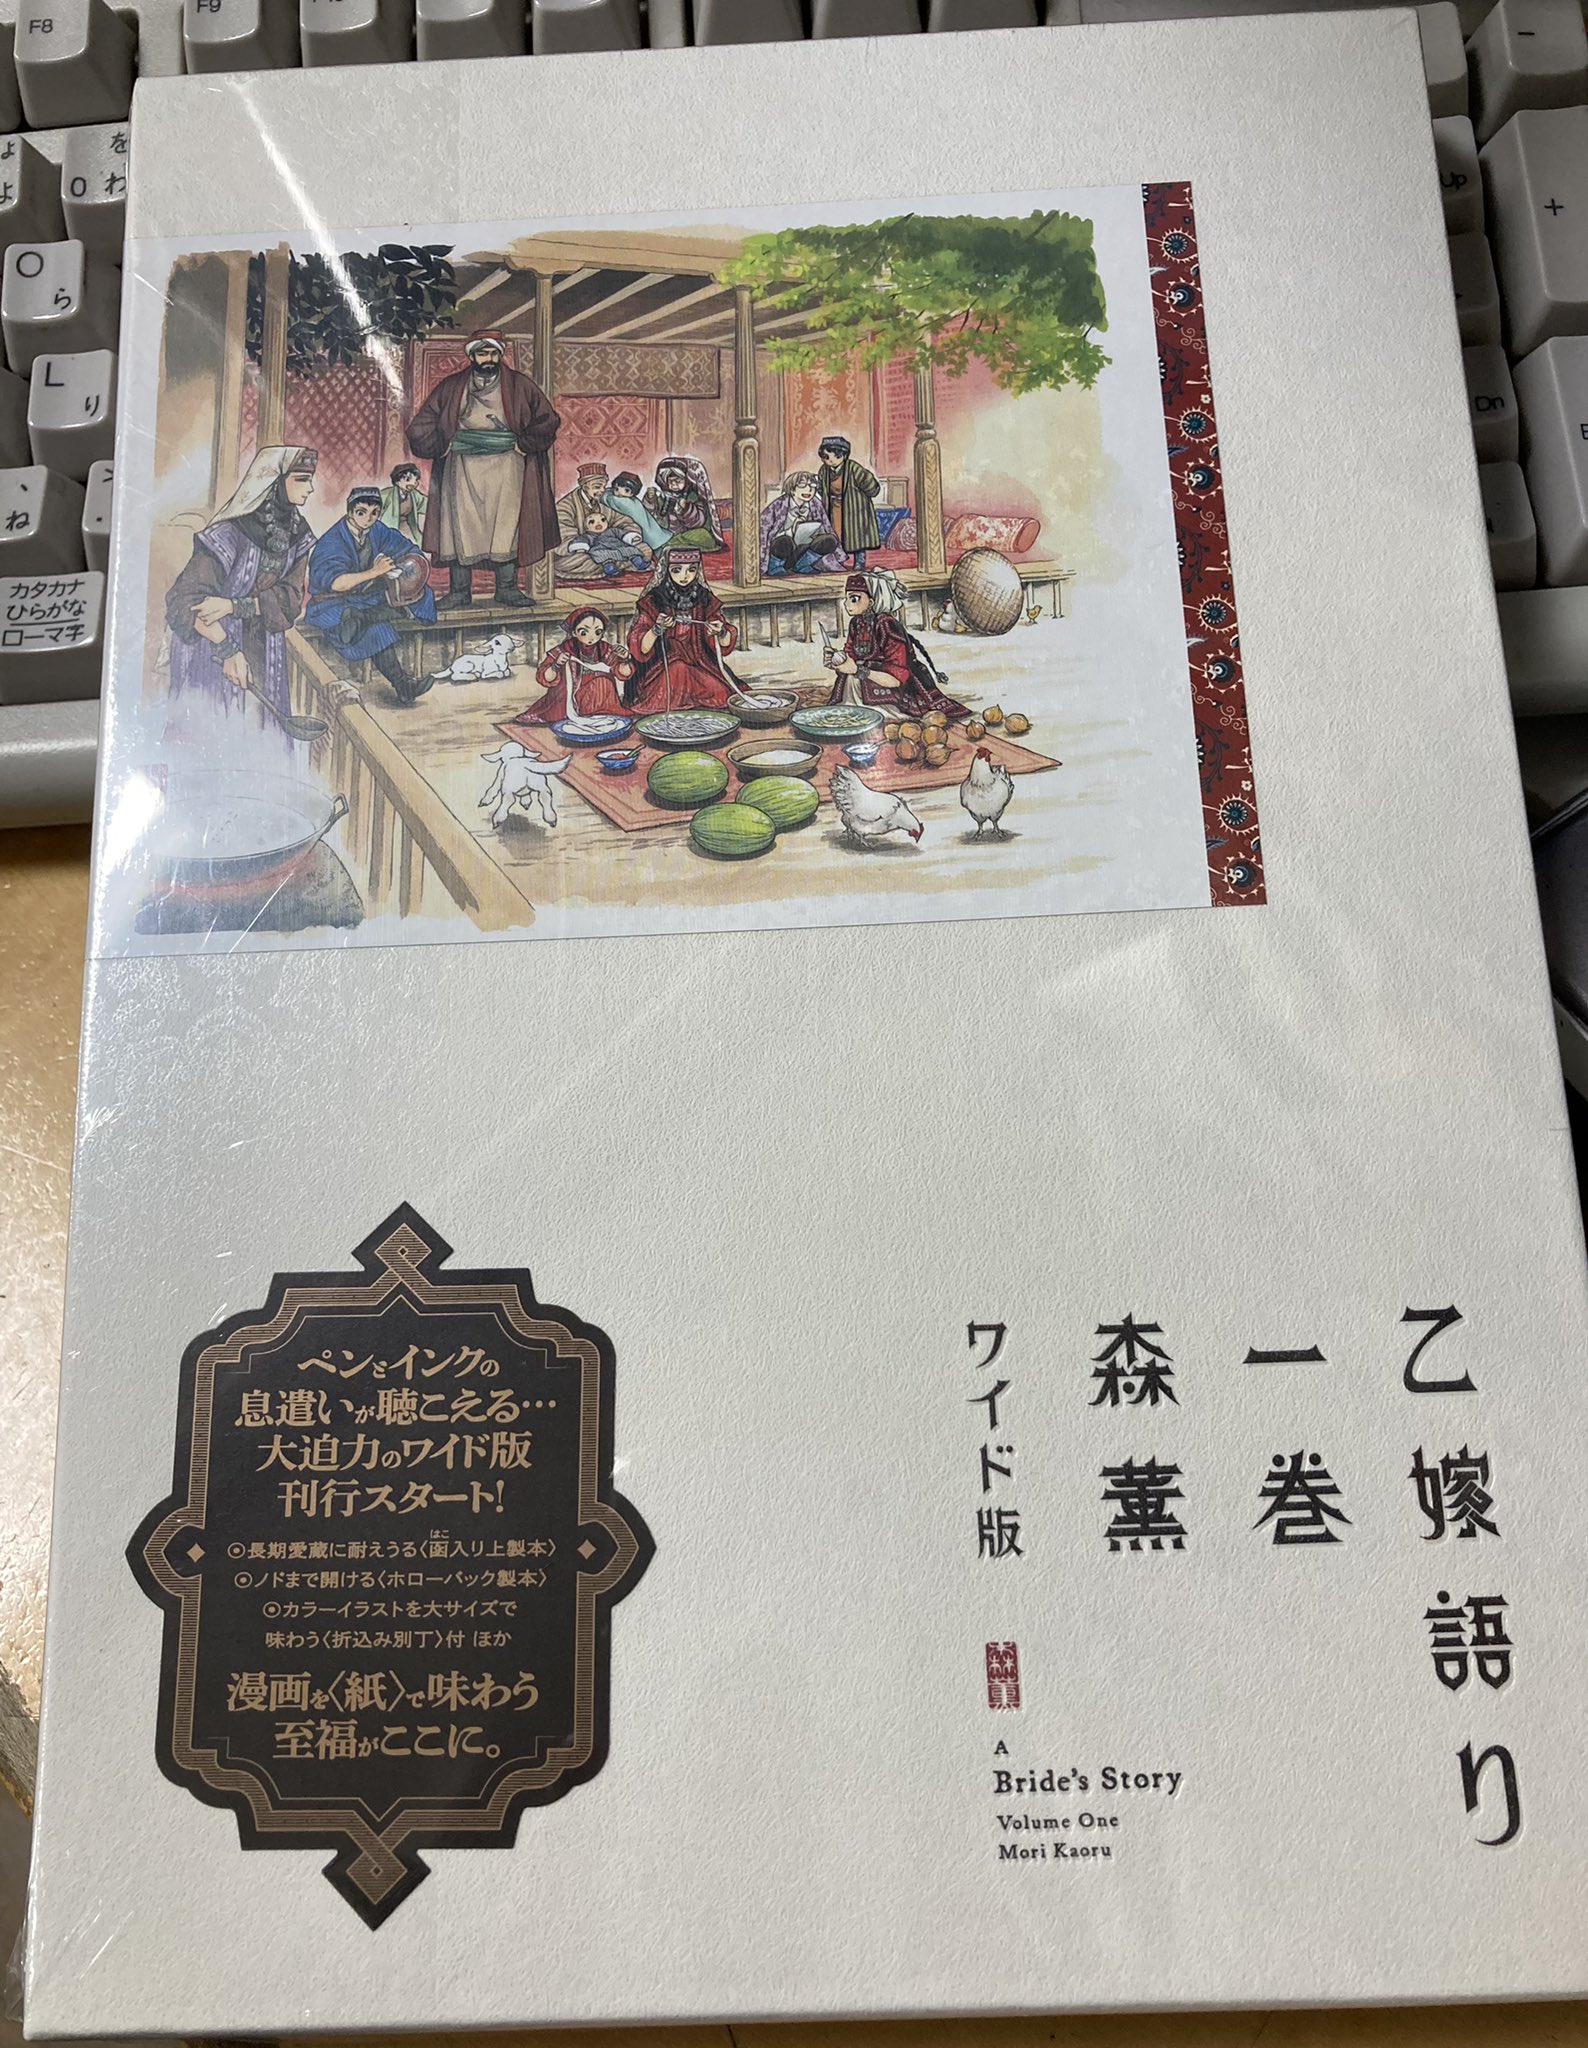 F8
F9
を
0 わ
ょ
よ
O
ら
L
り
、
ね
カタカナ
ひらがな
ローマ字
-
Up
+
Dn
乙嫁語り
一巻
森薫
ワイド版
森薫
A
Bride's Story
Volume One
Mori Kaoru
ペンとインクの
息遣いが聴こえる…
大迫力のワイド版
刊行スタート!
はこ
◉長期愛蔵に耐えうる〈函入り上製本〉
◉ノドまで開ける〈ホローバック製本〉
◉カラーイラストを大サイズで
味わう〈折込み別丁〉付 ほか
漫画を〈紙〉で味わう
至福がここに。